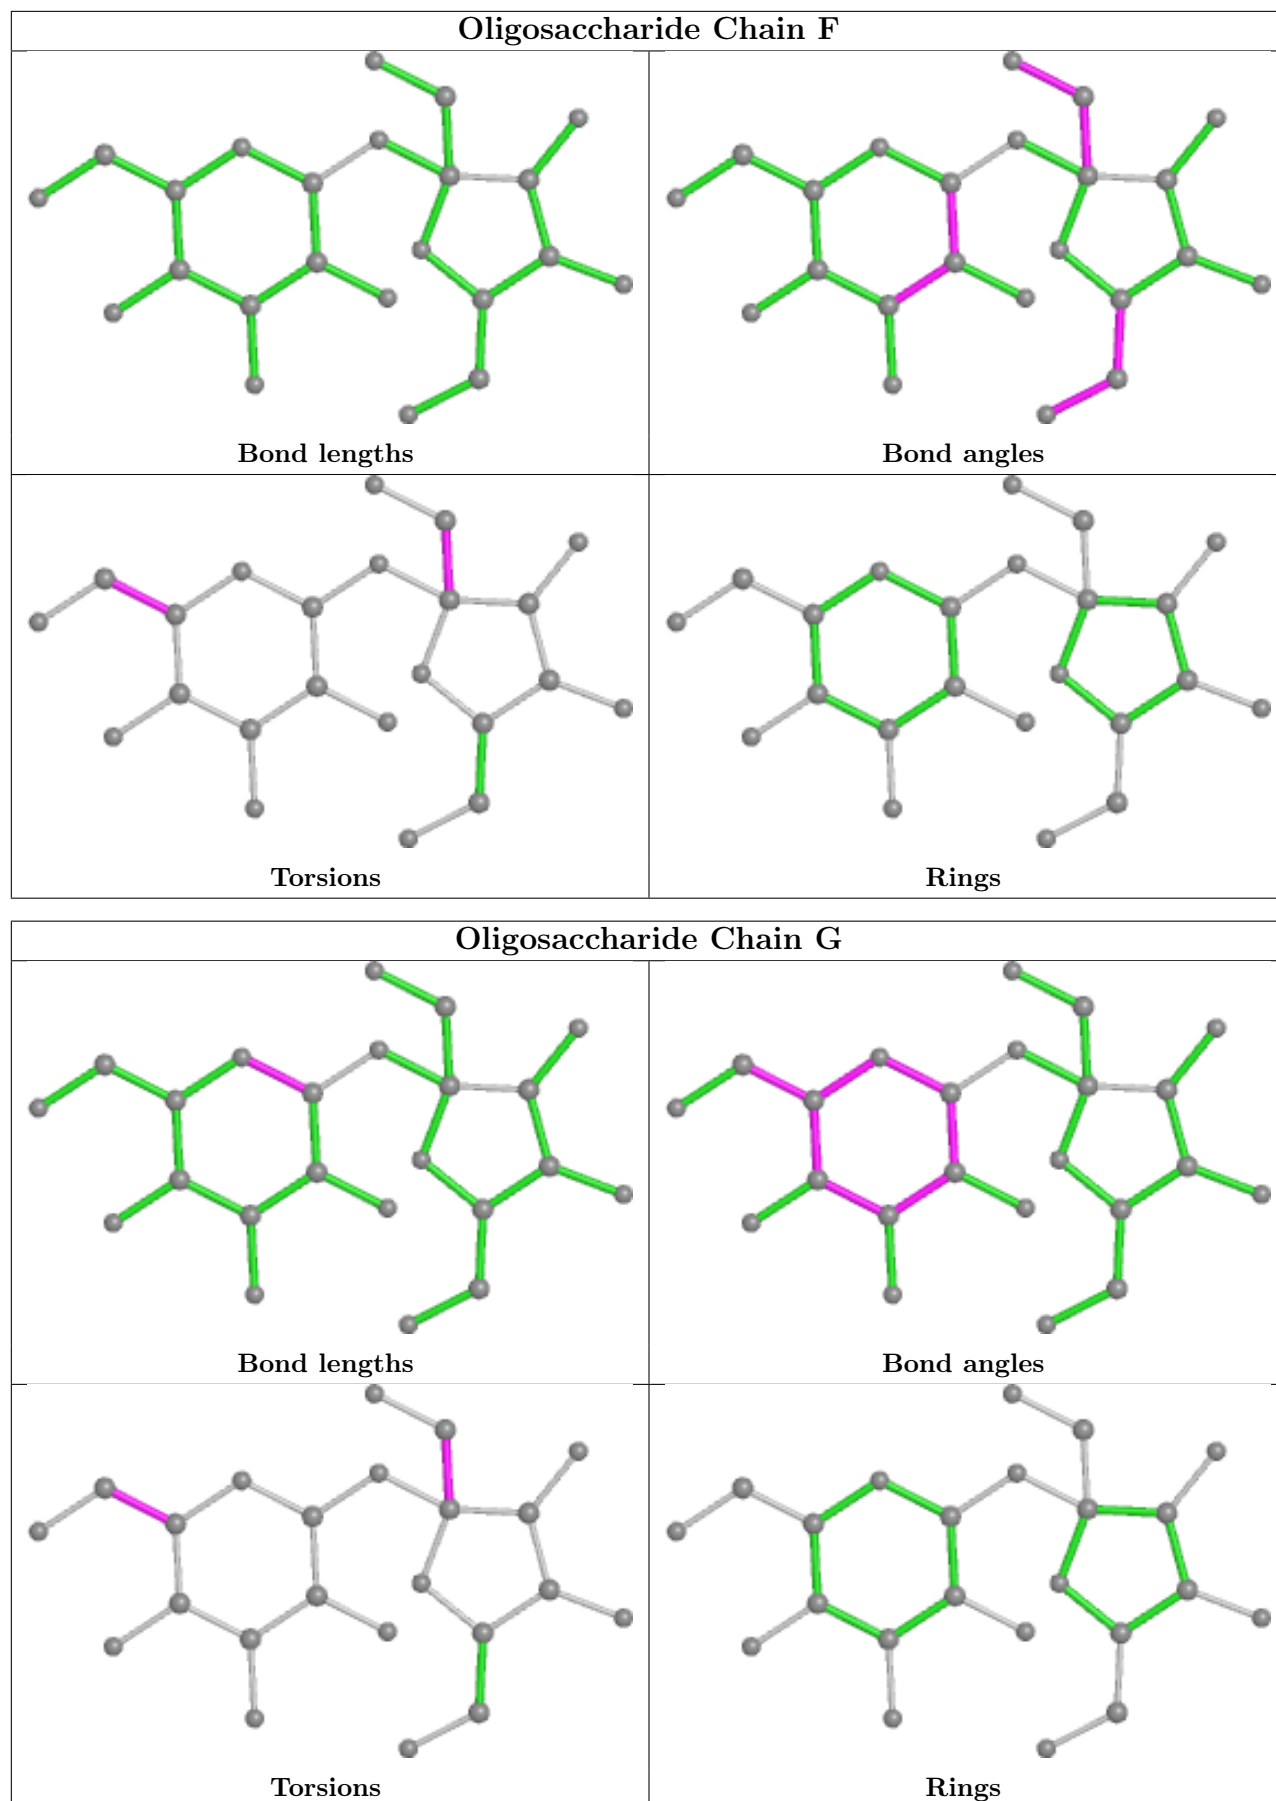 Oligosaccharide Chain F
Bond lengths
Bond angles
Torsions
Rings
Oligosaccharide Chain G
Bond lengths
Bond angles
Torsions
Rings